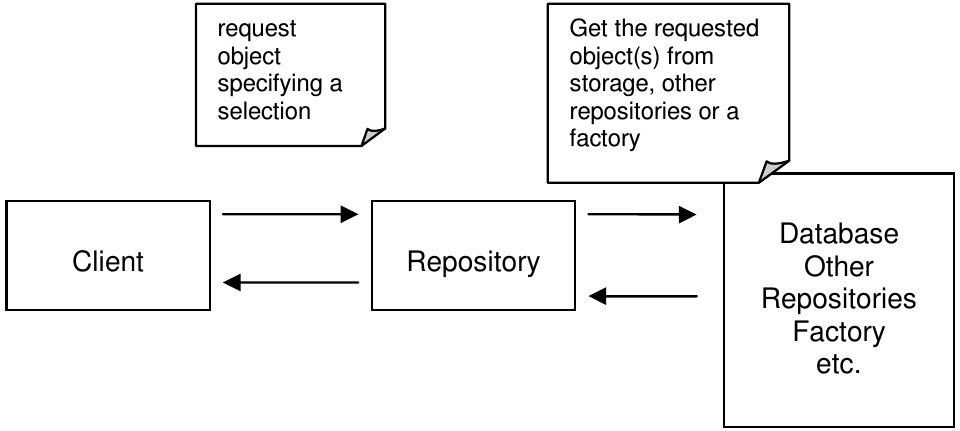 request
object
specifying a
selection
Get the requested
object(s) from
storage, other
repositories or a
factory
Client
Repository
Database
Other
Repositories
Factory
etc.